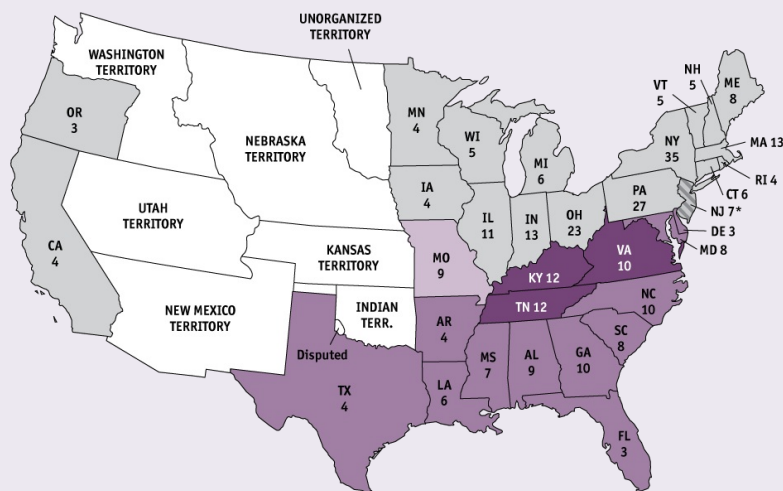 UNORGANIZED
TERRITORY
WASHINGTON
TERRITORY
OR
3
NEBRASKA
TERRITORY
MN
4
WI
5
MI
6
VT
5
NH
5
ME
8
NY
35
MA 13
RI 4
CT 6
PA
27
NJ 7*
DE 3
MD 8
IA
4
IL
11
IN
13
OH
23
UTAH
TERRITORY
CA
4
KANSAS
TERRITORY
MO
9
KY 12
VA
10
NEW MEXICO
TERRITORY
INDIAN
TERR.
Disputed
TN 12
NC
10
AR
4
SC
8
MS
7
AL
9
GA
10
TX
4
LA
6
FL
3